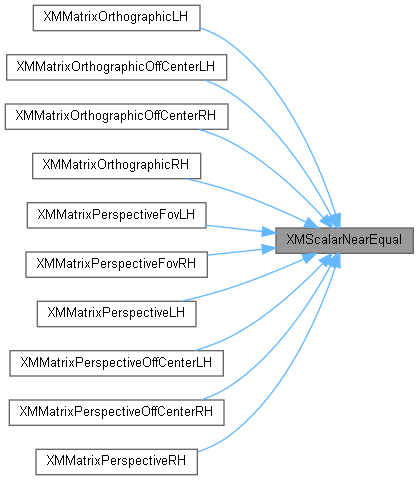 XMMatrixOrthographicLH
XMMatrixOrthographicOffCenterLH
XMMatrixOrthographicOffCenterRH
XMMatrixOrthographicRH
XMMatrixPerspectiveFovLH
XMScalarNearEqual
XMMatrixPerspectiveFovRH
XMMatrixPerspectiveLH
XMMatrixPerspectiveOffCenterLH
XMMatrixPerspectiveOffCenterRH
XMMatrixPerspectiveRH